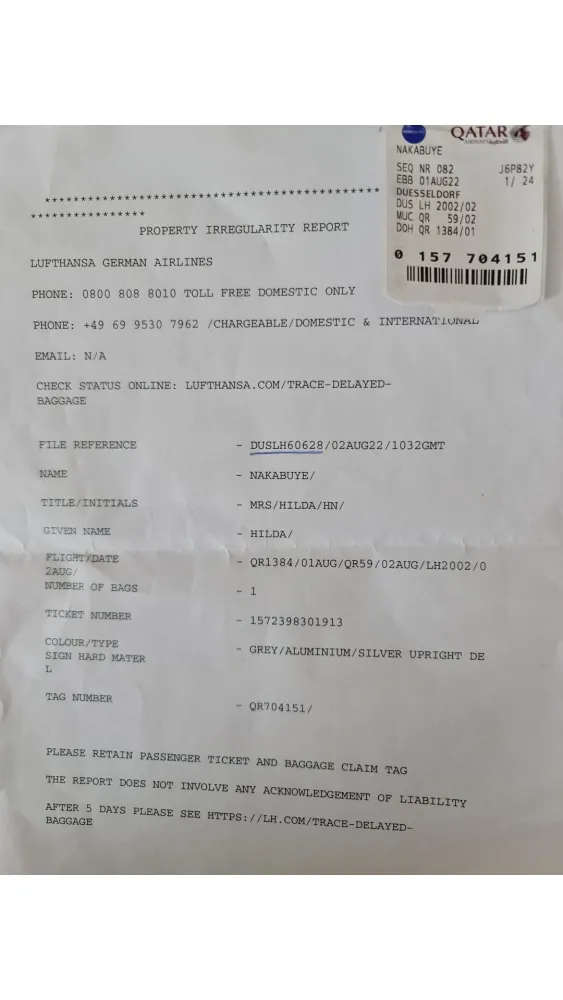 QATAR
AIRWAYS القطرية
NAKABUYE
SEQ NR 082 J6P82Y
EBB 01AUG22 1/ 24
DUESSELDORF
DUS LH 2002/02
MUC QR 59/02
DOH QR 1384/01
0 157 704151
***********************************************
****************
PROPERTY IRREGULARITY REPORT
LUFTHANSA GERMAN AIRLINES
PHONE: 0800 808 8010 TOLL FREE DOMESTIC ONLY
PHONE: +49 69 9530 7962 /CHARGEABLE/DOMESTIC & INTERNATIONAL
EMAIL: N/A
CHECK STATUS ONLINE: LUFTHANSA.COM/TRACE-DELAYED-
BAGGAGE
FILE REFERENCE - DUSLH60628/02AUG22/1032GMT
NAME - NAKABUYE/
TITLE/INITIALS - MRS/HILDA/HN/
GIVEN NAME - HILDA/
FLIGHT/DATE - QR1384/01AUG/QR59/02AUG/LH2002/0
2AUG/
NUMBER OF BAGS - 1
TICKET NUMBER - 1572398301913
COLOUR/TYPE - GREY/ALUMINIUM/SILVER UPRIGHT DE
SIGN HARD MATER
L
TAG NUMBER - QR704151/
PLEASE RETAIN PASSENGER TICKET AND BAGGAGE CLAIM TAG
THE REPORT DOES NOT INVOLVE ANY ACKNOWLEDGEMENT OF LIABILITY
AFTER 5 DAYS PLEASE SEE HTTPS://LH.COM/TRACE-DELAYED-
BAGGAGE